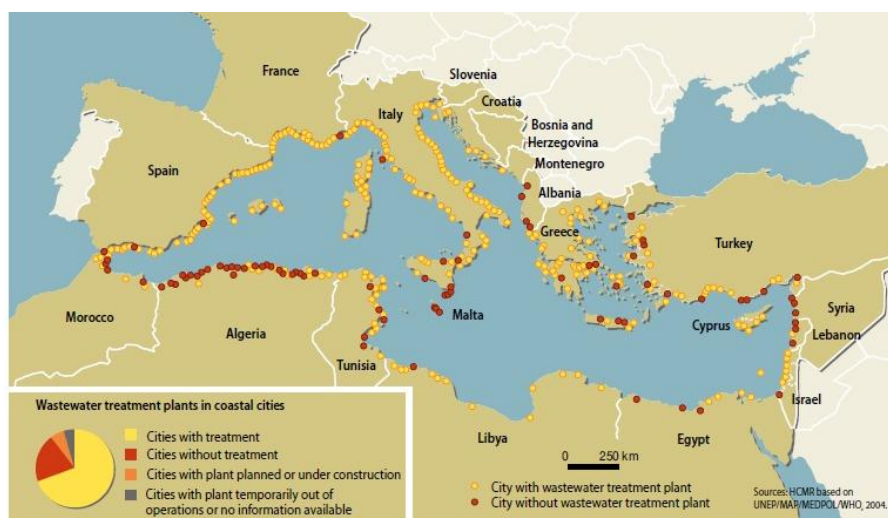 France
Slovenia
Italy
Croatia
Bosnia and
Herzegovina
Spain
Montenegro
Albania
Greece
Turkey
Malta
Cyprus
Syria
Lebanon
Morocco
Algeria
Tunisia
Israel
Libya
Egypt
Wastewater treatment plants in coastal cities
Cities with treatment
Cities without treatment
Cities with plant planned or under construction
Cities with plant temporarily out of
operations or no information available
0 250 km
City with wastewater treatment plant
City without wastewater treatment plant
Sources: HCMR based on
UNEP/MAP/MEDPOL/WHO, 2004.